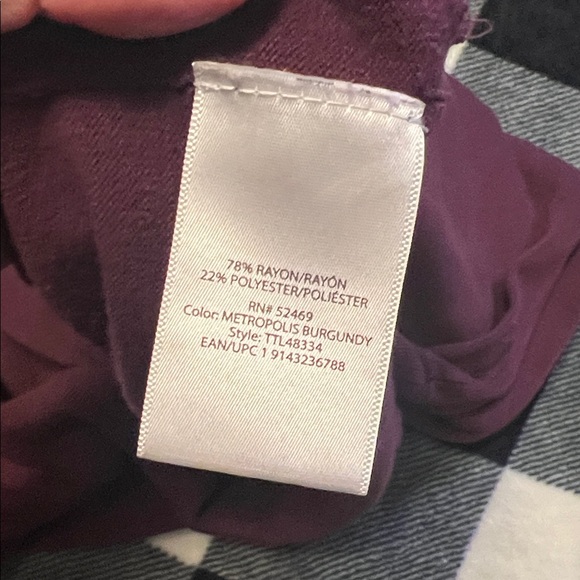 78% RAYON/RAYÓN
22% POLYESTER/POLIÉSTER
RN# 52469
Color: METROPOLIS BURGUNDY
Style: TTL48334
EAN/UPC 1 9143236788